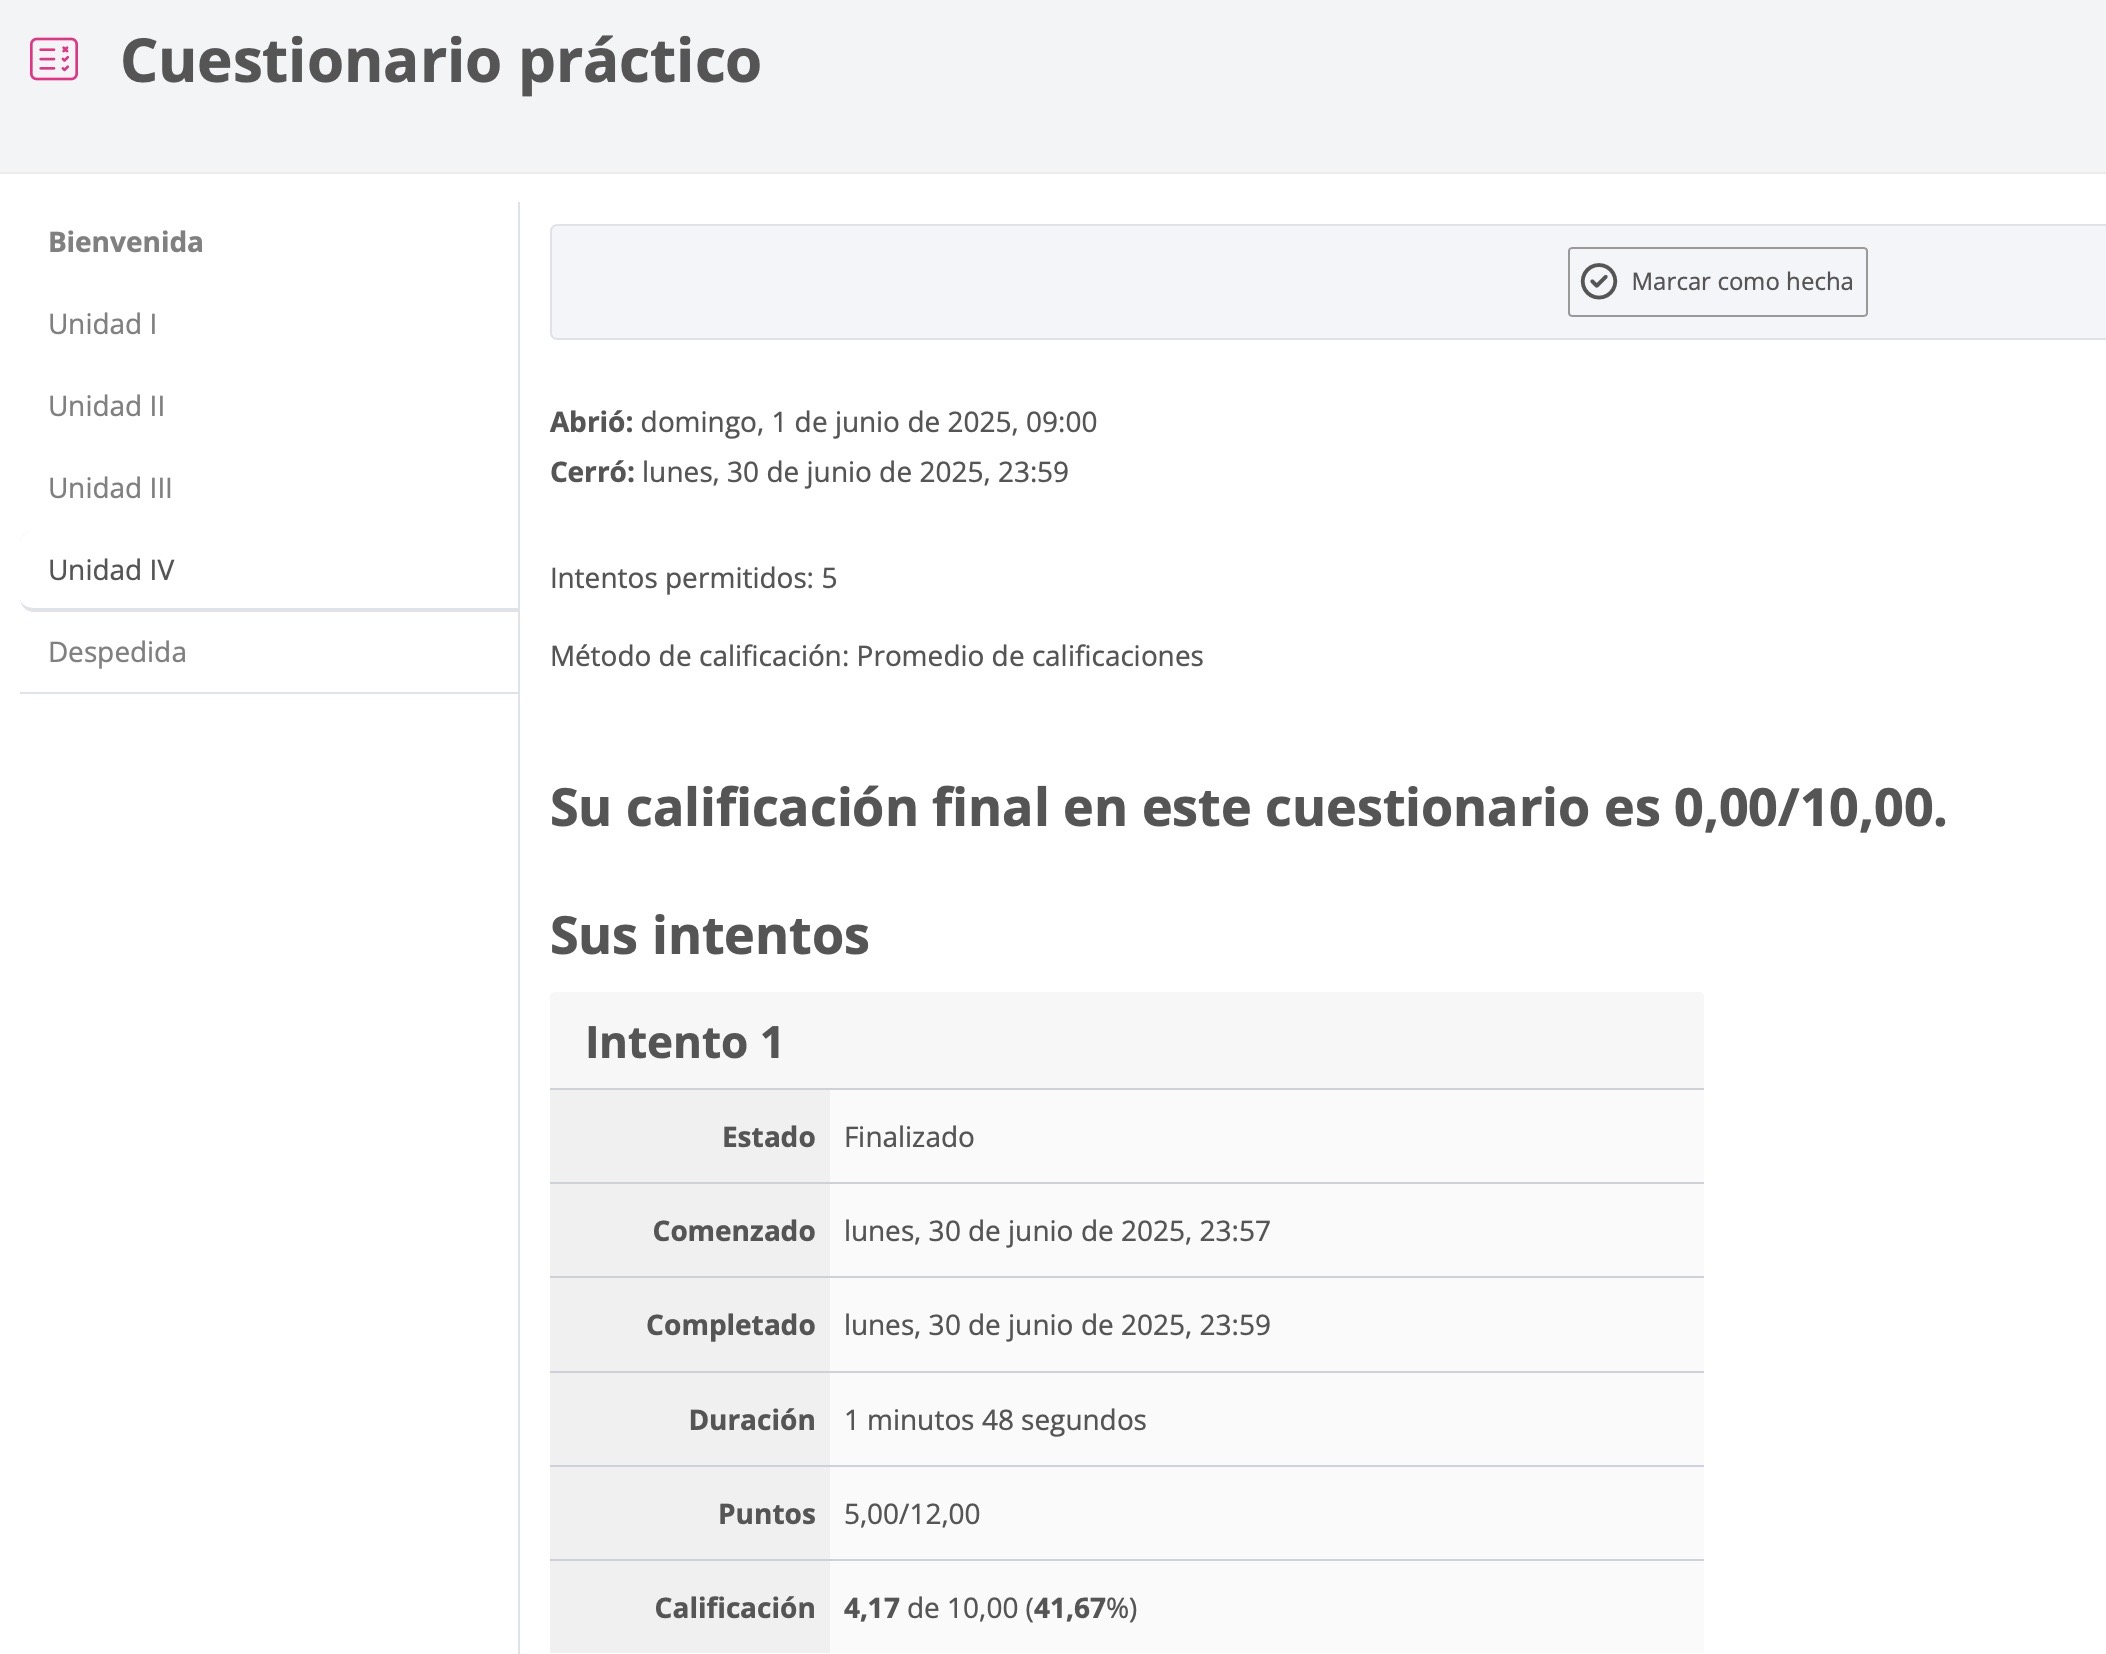 Cuestionario práctico
Bienvenida
Unidad I
Unidad II
Unidad III
Unidad IV
Despedida
Marcar como hecha
Abrió: domingo, 1 de junio de 2025, 09:00
Cerró: lunes, 30 de junio de 2025, 23:59
Intentos permitidos: 5
Método de calificación: Promedio de calificaciones
Su calificación final en este cuestionario es 0,00/10,00.
Sus intentos
Intento 1
Estado Finalizado
Comenzado lunes, 30 de junio de 2025, 23:57
Completado lunes, 30 de junio de 2025, 23:59
Duración 1 minutos 48 segundos
Puntos 5,00/12,00
Calificación 4,17 de 10,00 (41,67%)